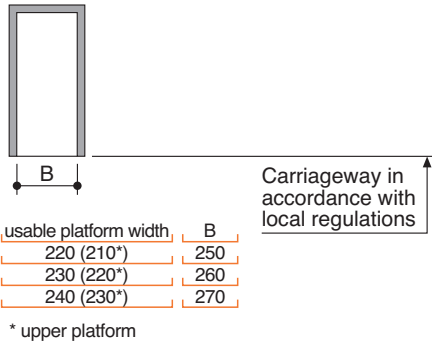 B
Carriageway in
accordance with
local regulations
usable platform width B
220 (210*) 250
230 (220*) 260
240 (230*) 270
* upper platform